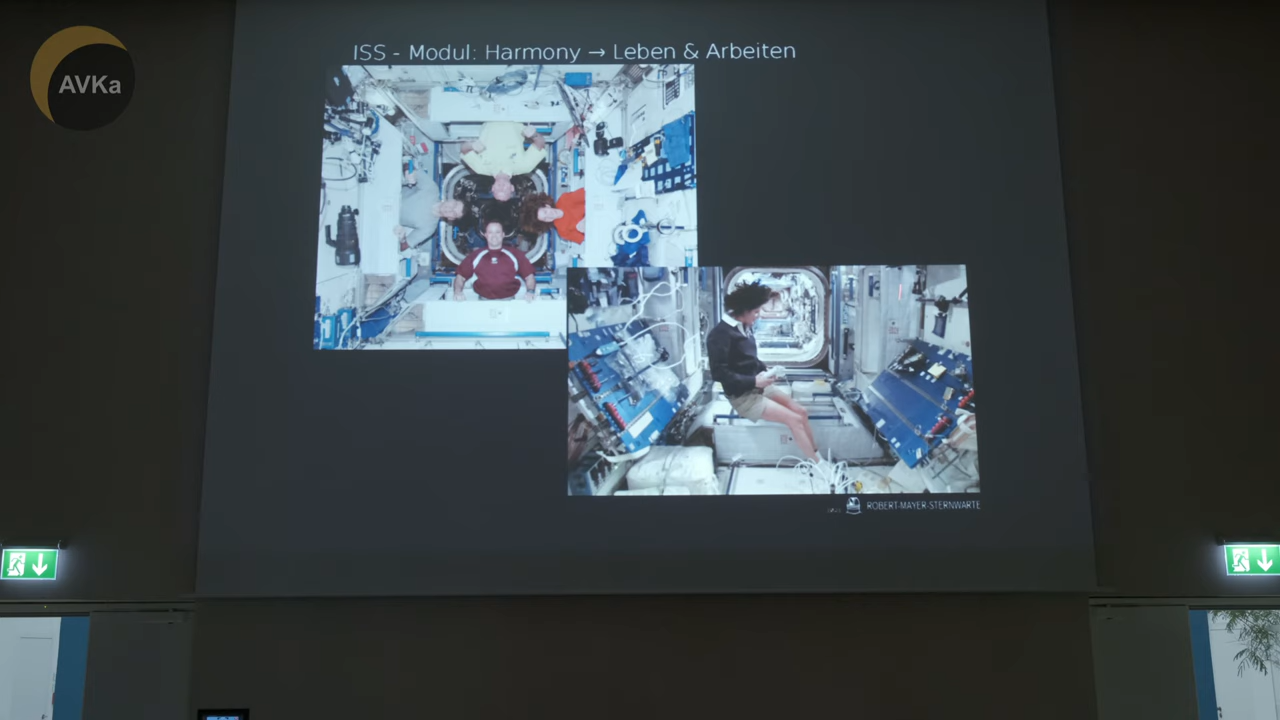 AVKa
ISS - Modul: Harmony → Leben & Arbeiten
ROBERT-MAYER-STERNWARTE